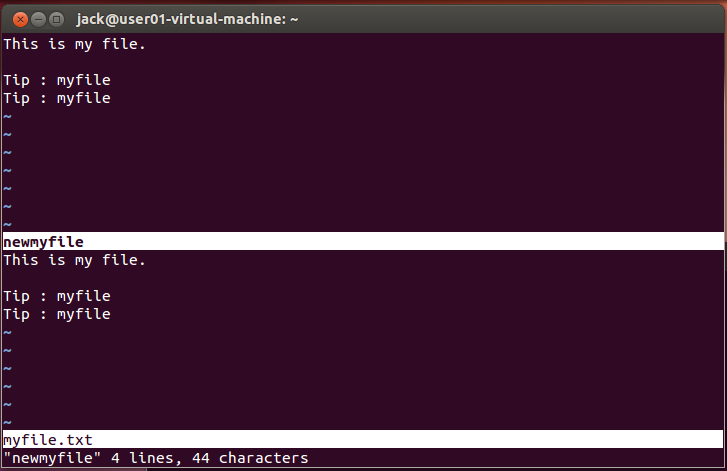 jack@user01-virtual-machine: ~
This is my file.
Tip : myfile
Tip : myfile
~
~
~
~
~
~
~
newmyfile
This is my file.
Tip : myfile
Tip : myfile
~
~
~
~
~
~
myfile.txt
"newmyfile" 4 lines, 44 characters